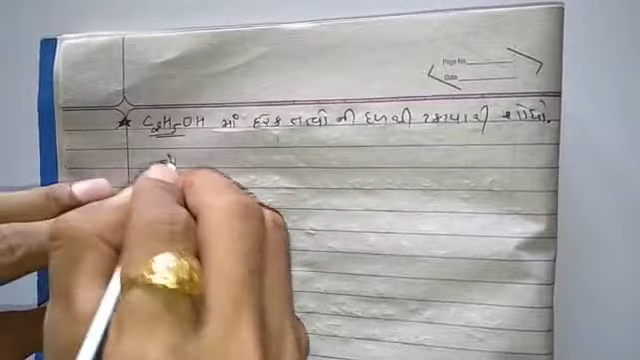 Page No.
Date
★ C₂H₅OH માં દરેક તત્વો ની દળથી ટકાવારી શોધો.